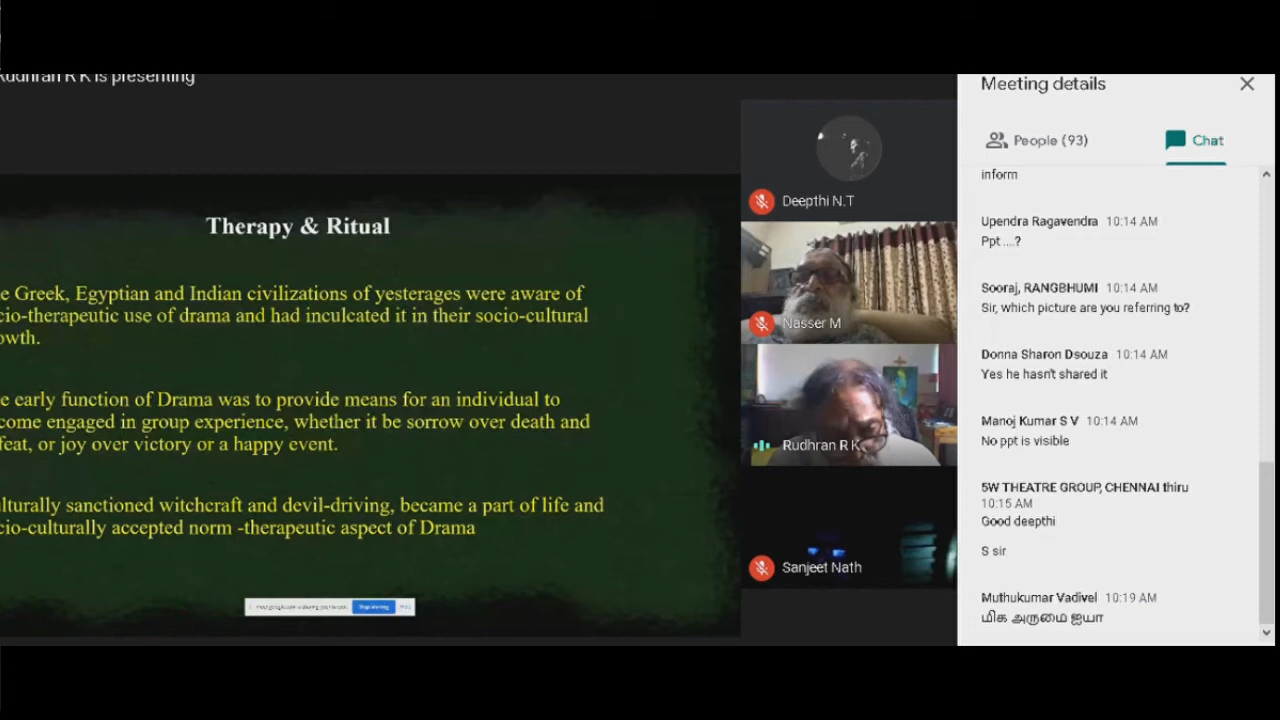 Rudhran R K is presenting
Therapy & Ritual
e Greek, Egyptian and Indian civilizations of yesterages were aware of
cio-therapeutic use of drama and had inculcated it in their socio-cultural
owth.
e early function of Drama was to provide means for an individual to
come engaged in group experience, whether it be sorrow over death and
feat, or joy over victory or a happy event.
ulturally sanctioned witchcraft and devil-driving, became a part of life and
cio-culturally accepted norm -therapeutic aspect of Drama
Stop sharing
Deepthi N.T
Nasser M
Rudhran R K
Sanjeet Nath
Meeting details
People (93)
Chat
inform
Upendra Ragavendra 10:14 AM
Ppt ....?
Sooraj, RANGBHUMI 10:14 AM
Sir, which picture are you referring to?
Donna Sharon Dsouza 10:14 AM
Yes he hasn't shared it
Manoj Kumar S V 10:14 AM
No ppt is visible
5W THEATRE GROUP, CHENNAI thiru
10:15 AM
Good deepthi
S sir
Muthukumar Vadivel 10:19 AM
மிக அருமை ஐயா